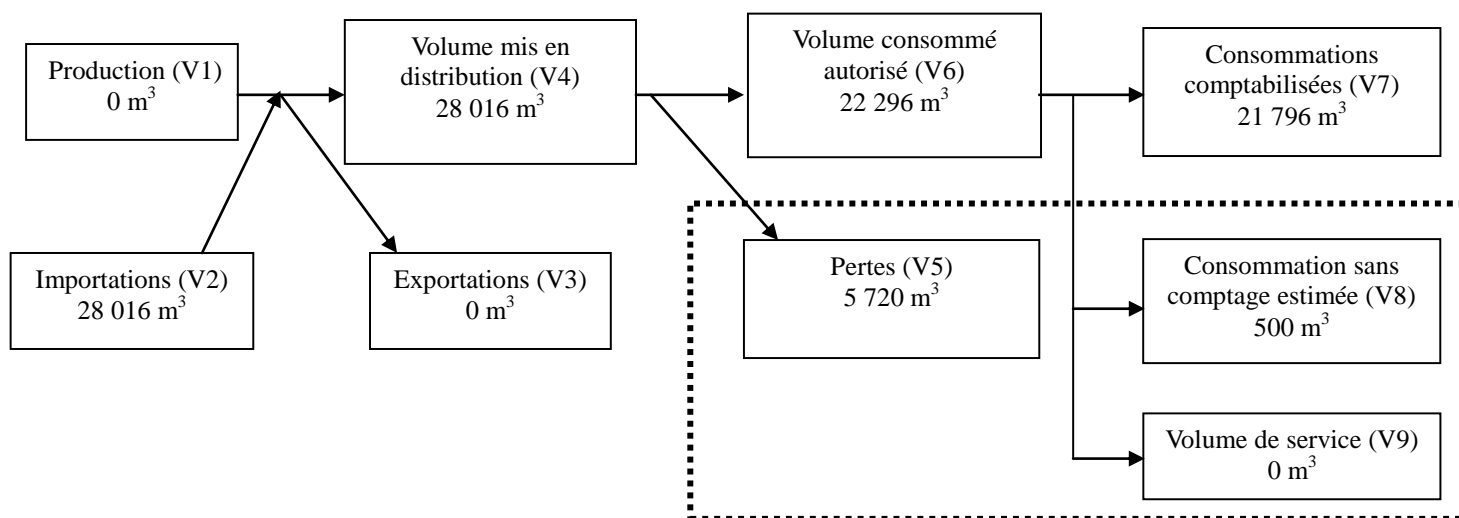 Production (V1)
0 m³
Volume mis en
distribution (V4)
28 016 m³
Volume consommé
autorisé (V6)
22 296 m³
Consommations
comptabilisées (V7)
21 796 m³
Importations (V2)
28 016 m³
Exportations (V3)
0 m³
Pertes (V5)
5 720 m³
Consommation sans
comptage estimée (V8)
500 m³
Volume de service (V9)
0 m³